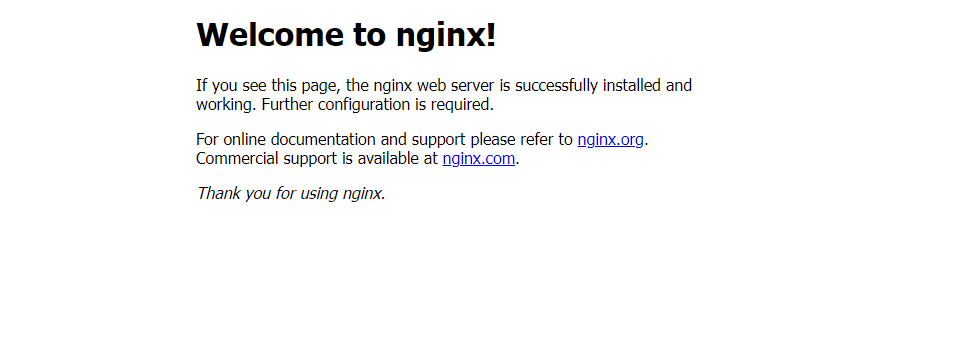 Welcome to nginx!
If you see this page, the nginx web server is successfully installed and
working. Further configuration is required.
For online documentation and support please refer to nginx.org.
Commercial support is available at nginx.com.
Thank you for using nginx.